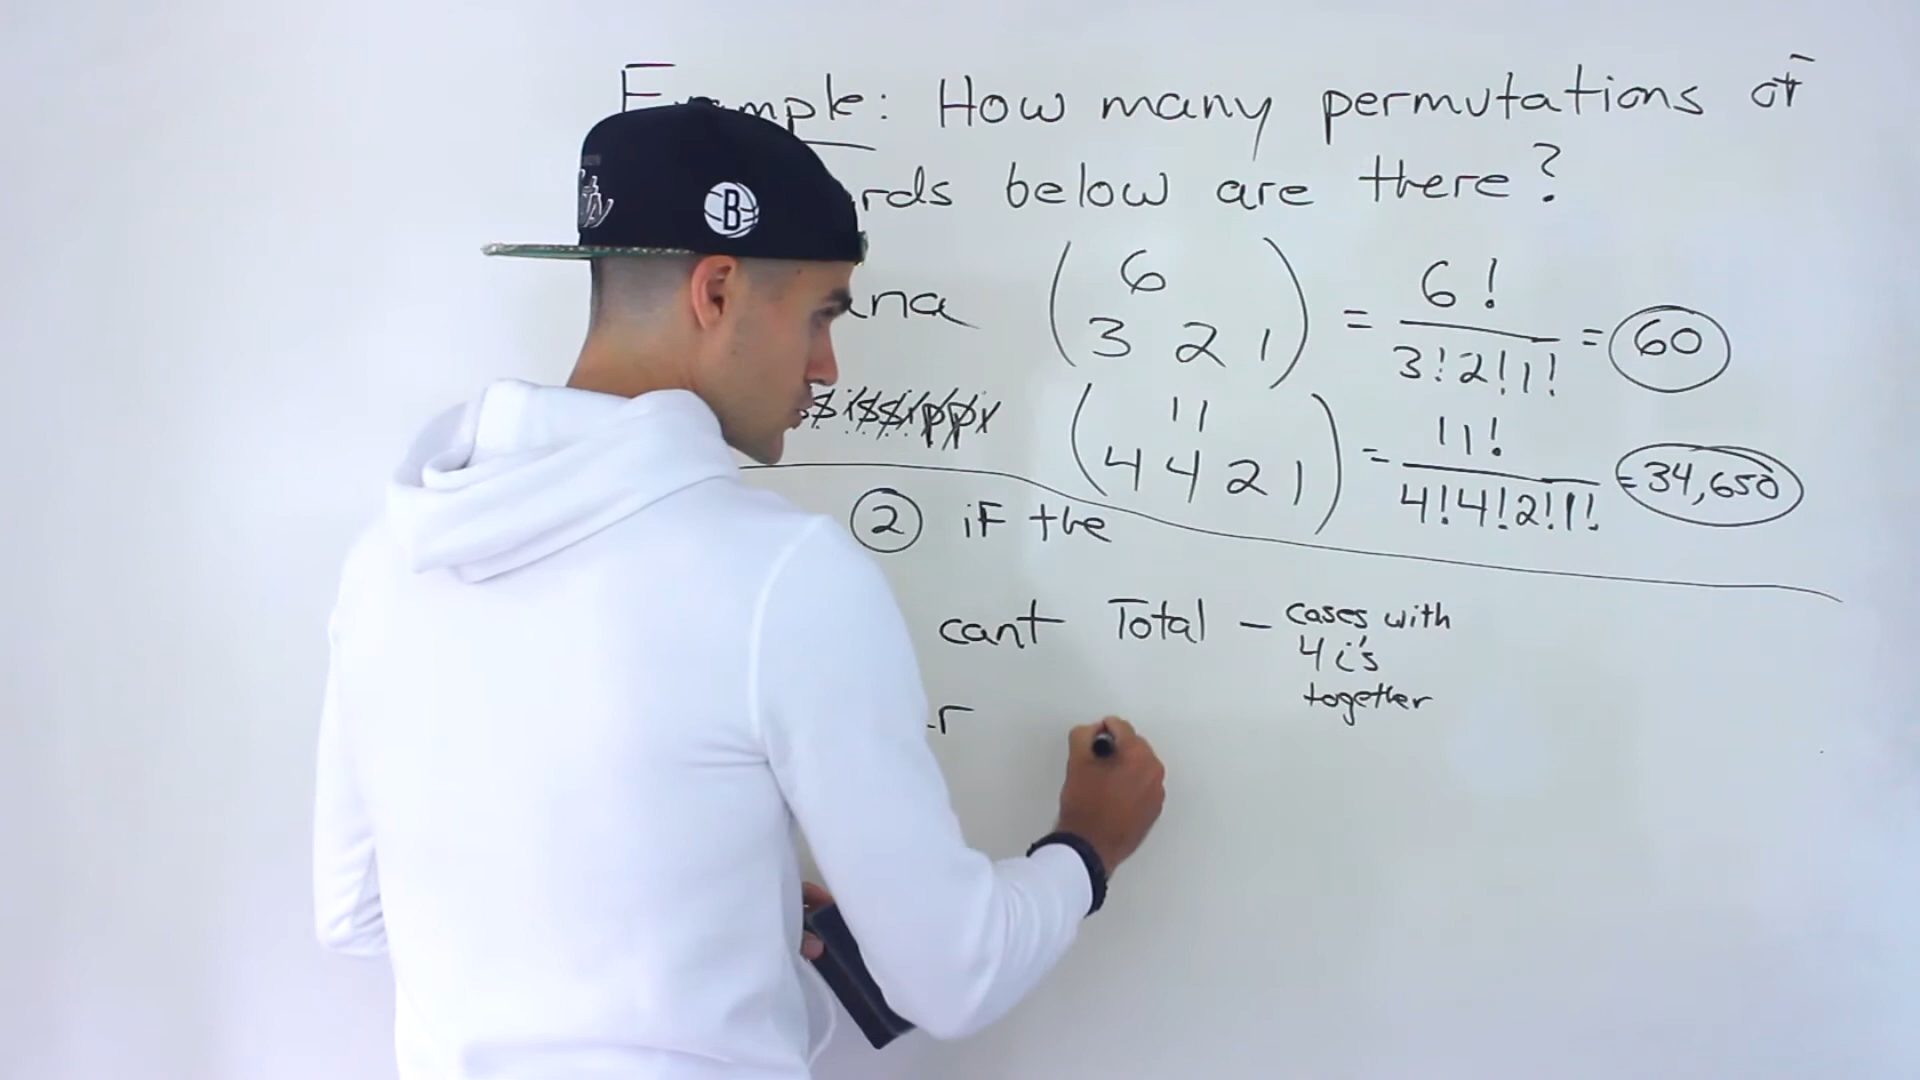 Example: How many permutations of
rds below are there?
ana ( 6 / 3 2 1 ) = 6! / 3!2!1! = 60
( 11 / 4 4 2 1 ) = 11! / 4!4!2!1! = 34,650
② if the
cant Total - cases with
4 i's
together
r
B